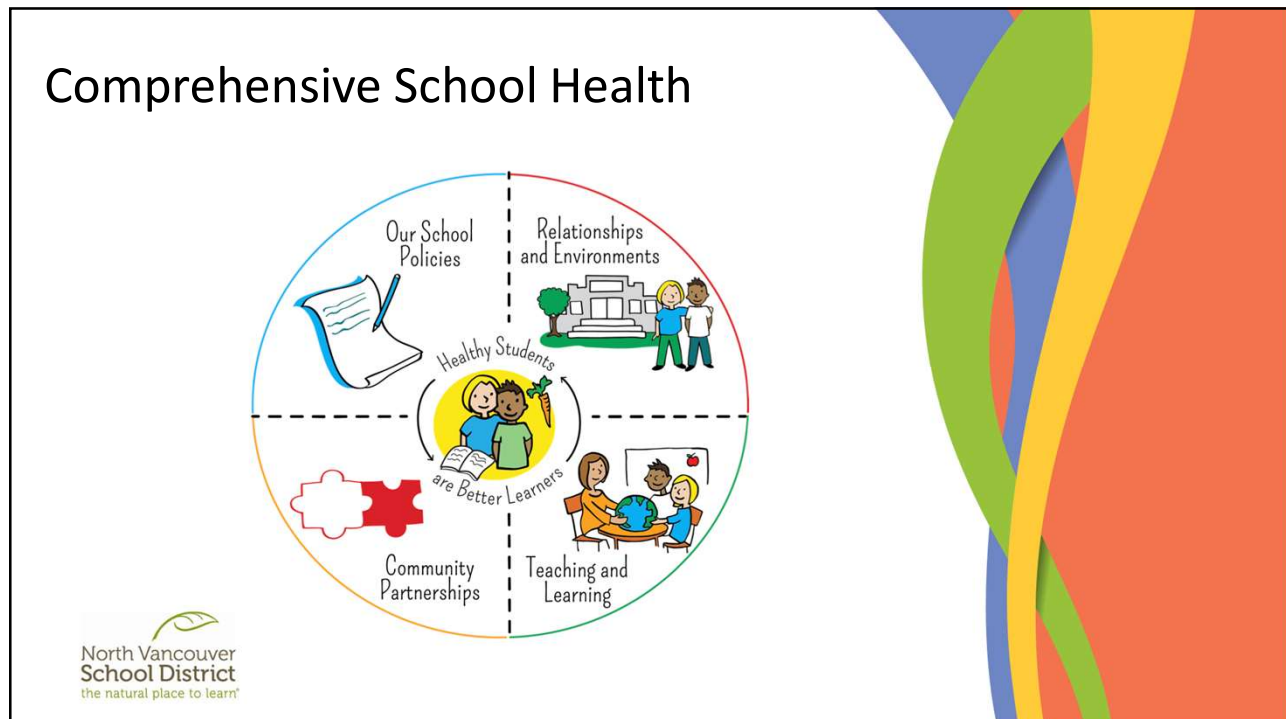 Comprehensive School Health
Our School
Policies
Relationships
and Environments
Healthy Students
are Better Learners
Community
Partnerships
Teaching and
Learning
North Vancouver
School District
the natural place to learn®